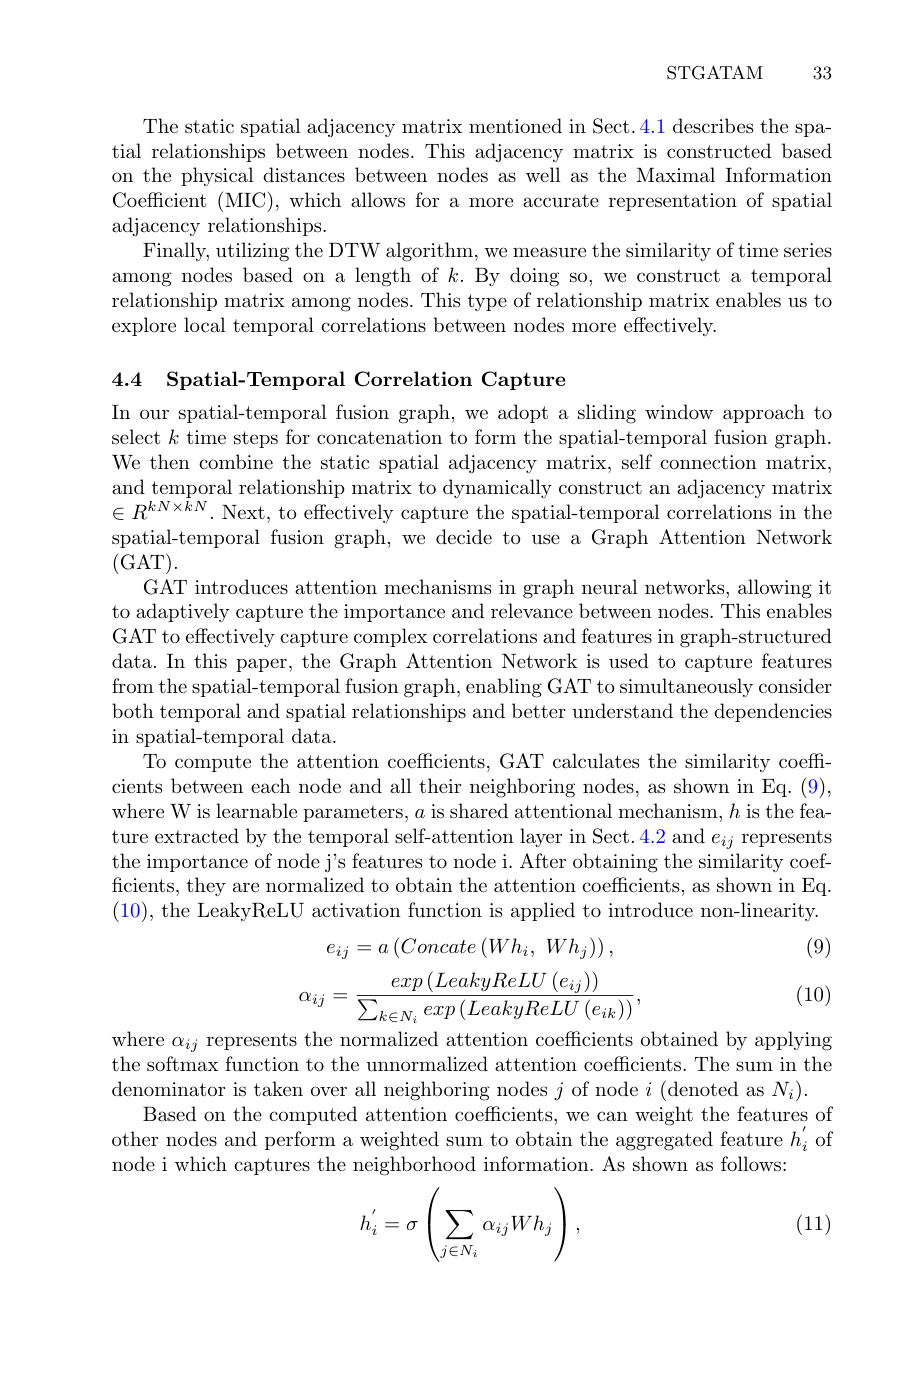 STGATAM 33
The static spatial adjacency matrix mentioned in Sect. 4.1 describes the spa-
tial relationships between nodes. This adjacency matrix is constructed based
on the physical distances between nodes as well as the Maximal Information
Coefficient (MIC), which allows for a more accurate representation of spatial
adjacency relationships.
Finally, utilizing the DTW algorithm, we measure the similarity of time series
among nodes based on a length of k. By doing so, we construct a temporal
relationship matrix among nodes. This type of relationship matrix enables us to
explore local temporal correlations between nodes more effectively.
4.4 Spatial-Temporal Correlation Capture
In our spatial-temporal fusion graph, we adopt a sliding window approach to
select k time steps for concatenation to form the spatial-temporal fusion graph.
We then combine the static spatial adjacency matrix, self connection matrix,
and temporal relationship matrix to dynamically construct an adjacency matrix
∈ R^{kN×kN}. Next, to effectively capture the spatial-temporal correlations in the
spatial-temporal fusion graph, we decide to use a Graph Attention Network
(GAT).
GAT introduces attention mechanisms in graph neural networks, allowing it
to adaptively capture the importance and relevance between nodes. This enables
GAT to effectively capture complex correlations and features in graph-structured
data. In this paper, the Graph Attention Network is used to capture features
from the spatial-temporal fusion graph, enabling GAT to simultaneously consider
both temporal and spatial relationships and better understand the dependencies
in spatial-temporal data.
To compute the attention coefficients, GAT calculates the similarity coeffi-
cients between each node and all their neighboring nodes, as shown in Eq. (9),
where W is learnable parameters, a is shared attentional mechanism, h is the fea-
ture extracted by the temporal self-attention layer in Sect. 4.2 and e_{ij} represents
the importance of node j's features to node i. After obtaining the similarity coef-
ficients, they are normalized to obtain the attention coefficients, as shown in Eq.
(10), the LeakyReLU activation function is applied to introduce non-linearity.
e_{ij} = a (Concate (Wh_i, Wh_j)) , (9)
α_{ij} = \frac{exp (LeakyReLU (e_{ij}))}{\sum_{k∈N_i} exp (LeakyReLU (e_{ik}))}, (10)
where α_{ij} represents the normalized attention coefficients obtained by applying
the softmax function to the unnormalized attention coefficients. The sum in the
denominator is taken over all neighboring nodes j of node i (denoted as N_i).
Based on the computed attention coefficients, we can weight the features of
other nodes and perform a weighted sum to obtain the aggregated feature h_i^' of
node i which captures the neighborhood information. As shown as follows:
h_i^' = σ \left( \sum_{j∈N_i} α_{ij} Wh_j \right) , (11)